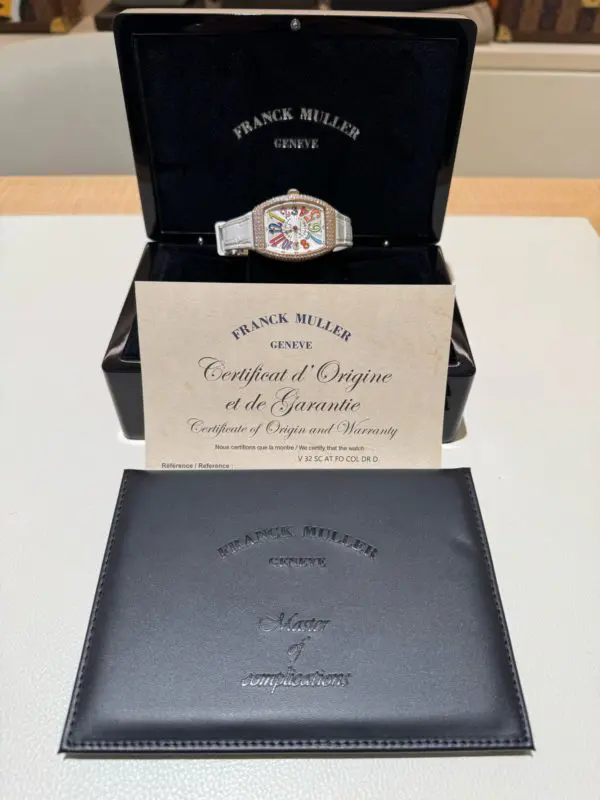 FRANCK MULLER
GENEVE
FRANCK MULLER
GENEVE
Certificat d'Origine
et de Garantie
Certificate of Origin and Warranty
Nous certifions que la montre / We certify that the watch
V 32 SC AT FO COL DR D.
Référence / Reference :
FRANCK MULLER
GENEVE
Master
of
complications